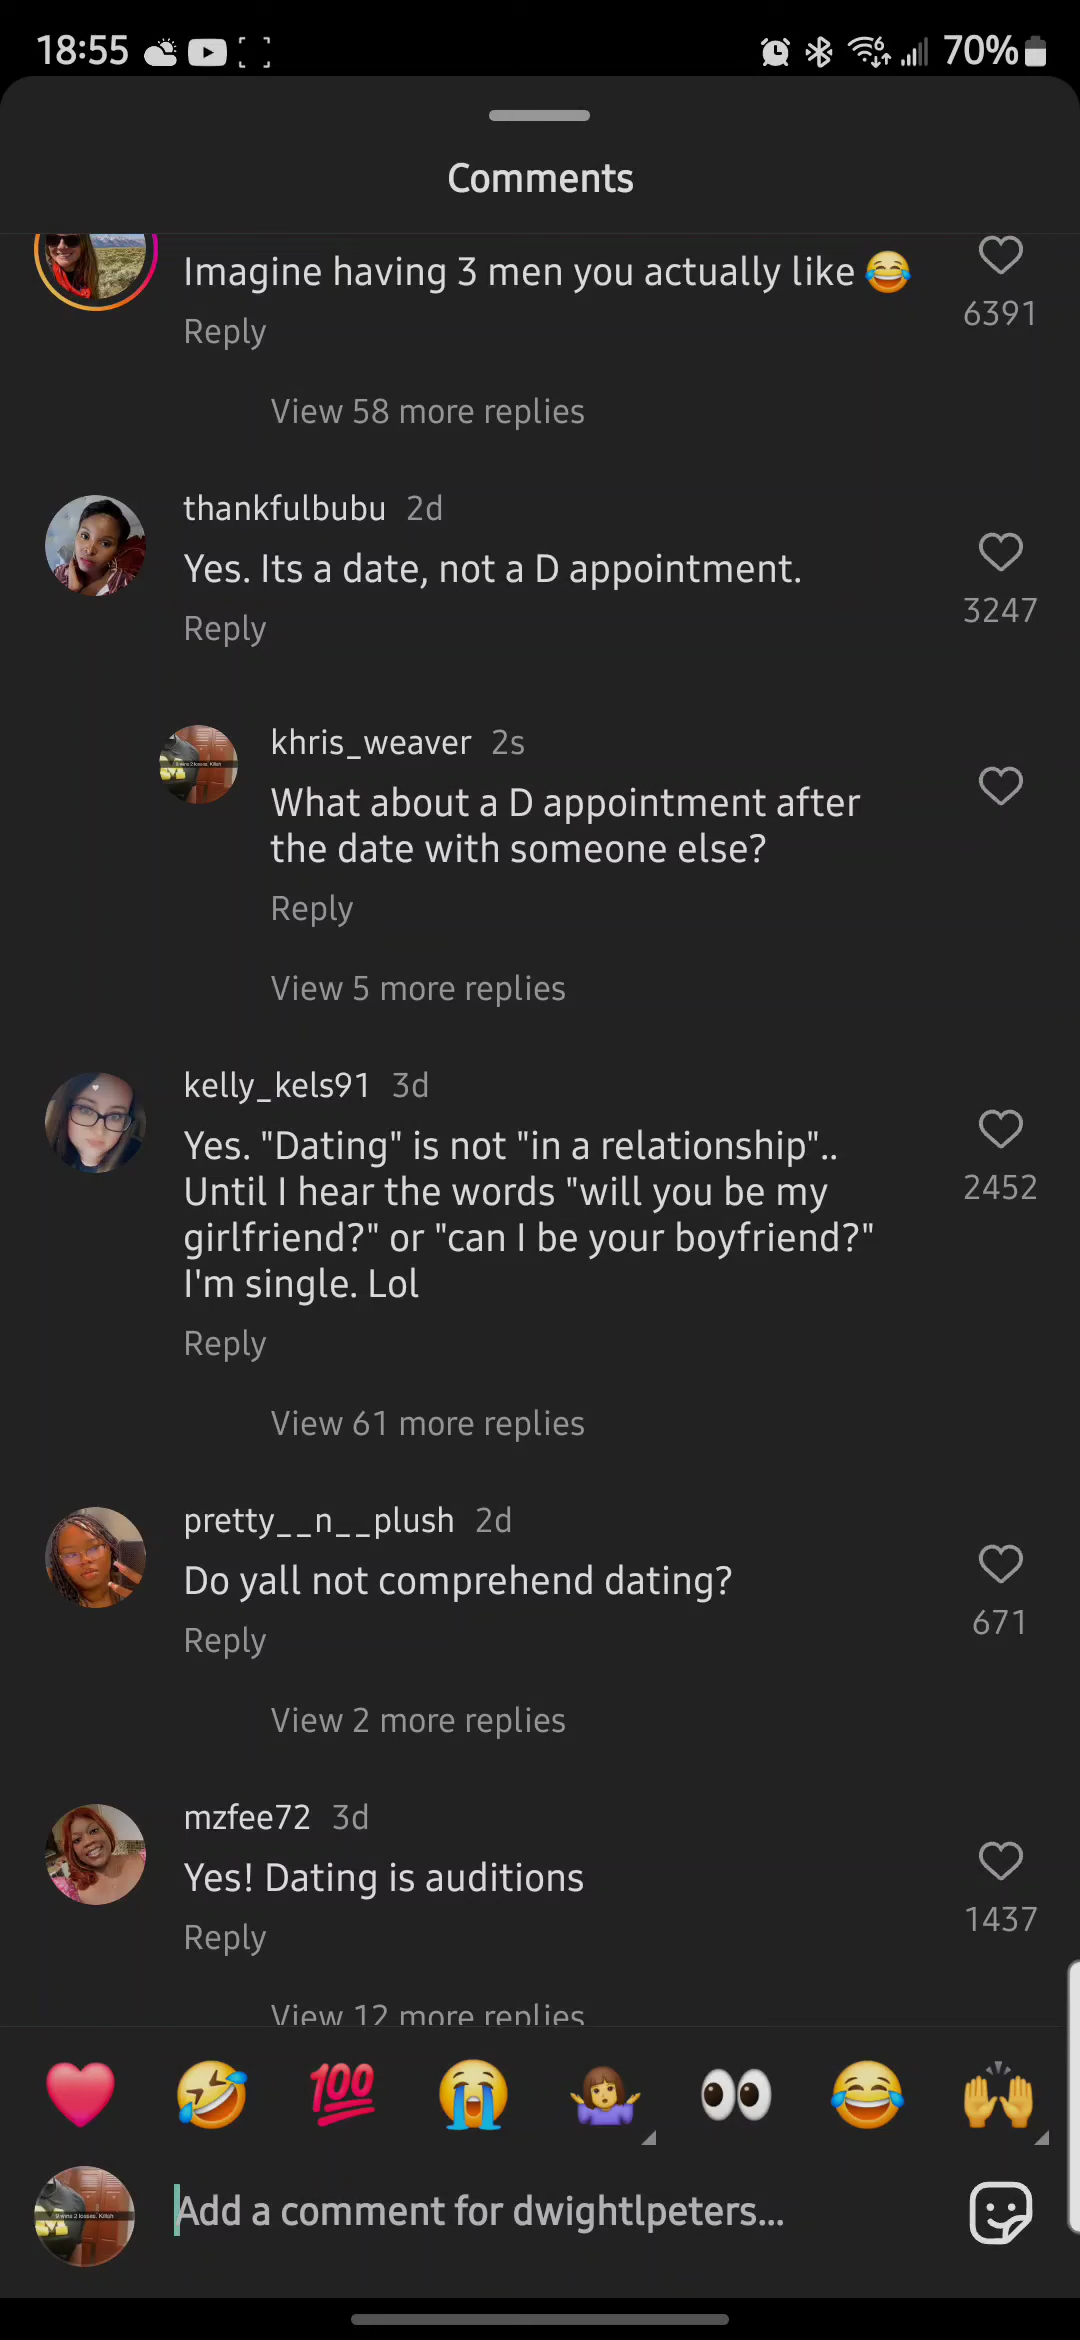 18:55
6
70%
Comments
Imagine having 3 men you actually like
6391
Reply
View 58 more replies
thankfulbubu 2d
Yes. Its a date, not a D appointment.
3247
Reply
khris_weaver 2s
What about a D appointment after
the date with someone else?
Reply
View 5 more replies
kelly_kels91 3d
Yes. "Dating" is not "in a relationship"..
2452
Until I hear the words "will you be my
girlfriend?" or "can I be your boyfriend?"
I'm single. Lol
Reply
View 61 more replies
pretty__n__plush 2d
Do yall not comprehend dating?
671
Reply
View 2 more replies
mzfee72 3d
Yes! Dating is auditions
1437
Reply
View 12 more replies
100
Add a comment for dwightlpeters...